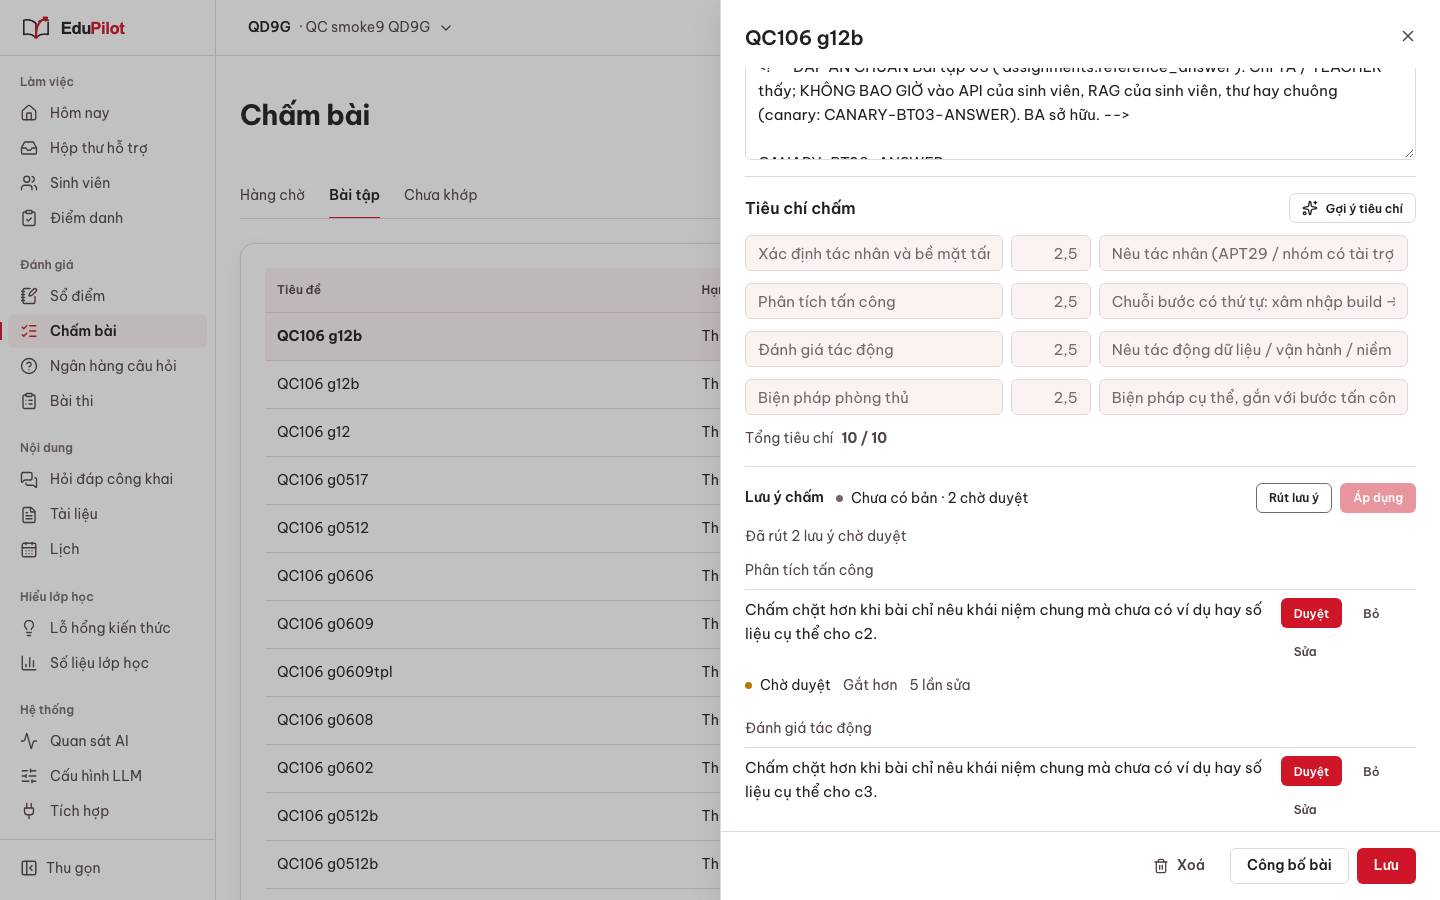 EduPilot
QD9G · QC smoke9 QD9G
Làm việc
Hôm nay
Hộp thư hỗ trợ
Sinh viên
Điểm danh
Đánh giá
Sổ điểm
Chấm bài
Ngân hàng câu hỏi
Bài thi
Nội dung
Hỏi đáp công khai
Tài liệu
Lịch
Hiểu lớp học
Lỗ hổng kiến thức
Số liệu lớp học
Hệ thống
Quan sát AI
Cấu hình LLM
Tích hợp
Thu gọn
Chấm bài
Hàng chờ
Bài tập
Chưa khớp
Tiêu đề
QC106 g12b
QC106 g12b
QC106 g12
QC106 g0517
QC106 g0512
QC106 g0606
QC106 g0609
QC106 g0609tpl
QC106 g0608
QC106 g0602
QC106 g0512b
QC106 g0512b
QC106 g12b
thấy; KHÔNG BAO GIỜ vào API của sinh viên, RAG của sinh viên, thư hay chuông
(canary: CANARY-BT03-ANSWER). BA sở hữu. -->
Tiêu chí chấm
Gợi ý tiêu chí
Xác định tác nhân và bề mặt
2,5
Nêu tác nhân (APT29 / nhóm có tài trợ
Phân tích tấn công
2,5
Chuỗi bước có thứ tự: xâm nhập build
Đánh giá tác động
2,5
Nêu tác động dữ liệu / vận hành / niềm
Biện pháp phòng thủ
2,5
Biện pháp cụ thể, gắn với bước tấn
Tổng tiêu chí 10 / 10
Lưu ý chấm
Chưa có bản · 2 chờ duyệt
Rút lưu ý
Áp dụng
Đã rút 2 lưu ý chờ duyệt
Phân tích tấn công
Chấm chặt hơn khi bài chỉ nêu khái niệm chung mà chưa có ví dụ hay số
liệu cụ thể cho c2.
Duyệt
Bỏ
Sửa
Chờ duyệt Gắt hơn 5 lần sửa
Đánh giá tác động
Chấm chặt hơn khi bài chỉ nêu khái niệm chung mà chưa có ví dụ hay số
liệu cụ thể cho c3.
Duyệt
Bỏ
Sửa
Xoá
Công bố bài
Lưu